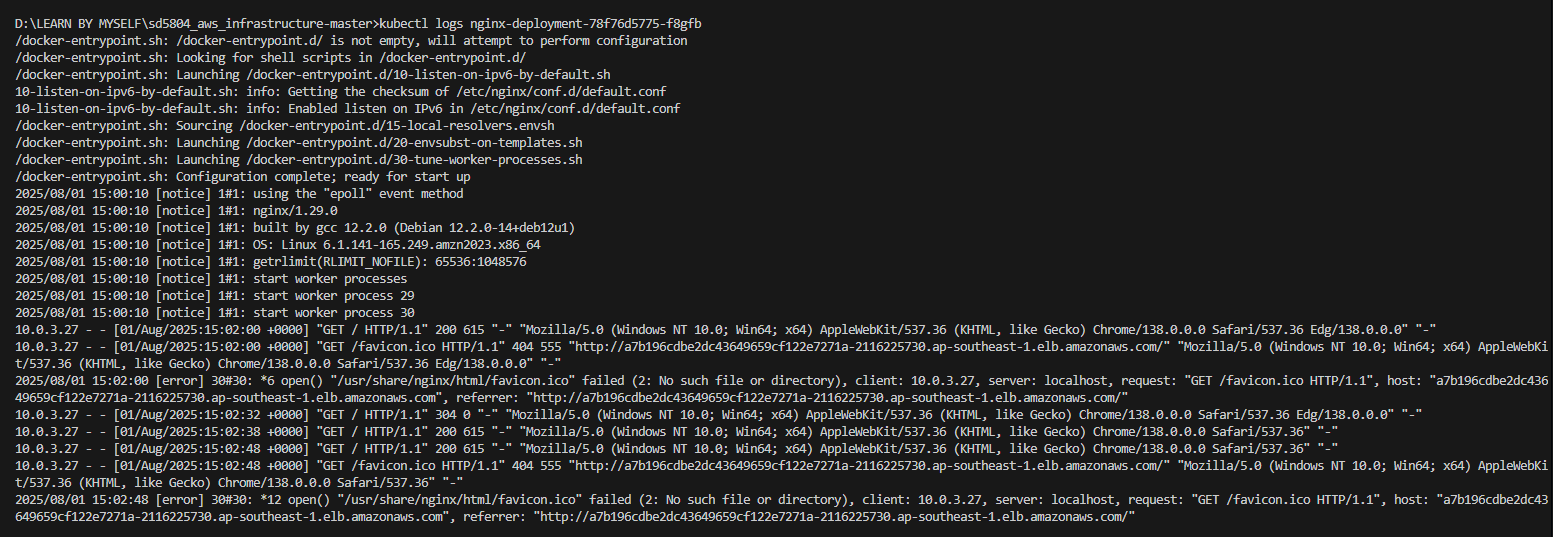 D:\LEARN BY MYSELF\sd5804_aws_infrastructure-master>kubectl logs nginx-deployment-78f76d5775-f8gfb
/docker-entrypoint.sh: /docker-entrypoint.d/ is not empty, will attempt to perform configuration
/docker-entrypoint.sh: Looking for shell scripts in /docker-entrypoint.d/
/docker-entrypoint.sh: Launching /docker-entrypoint.d/10-listen-on-ipv6-by-default.sh
10-listen-on-ipv6-by-default.sh: info: Getting the checksum of /etc/nginx/conf.d/default.conf
10-listen-on-ipv6-by-default.sh: info: Enabled listen on IPv6 in /etc/nginx/conf.d/default.conf
/docker-entrypoint.sh: Sourcing /docker-entrypoint.d/15-local-resolvers.envsh
/docker-entrypoint.sh: Launching /docker-entrypoint.d/20-envsubst-on-templates.sh
/docker-entrypoint.sh: Launching /docker-entrypoint.d/30-tune-worker-processes.sh
/docker-entrypoint.sh: Configuration complete; ready for start up
2025/08/01 15:00:10 [notice] 1#1: using the "epoll" event method
2025/08/01 15:00:10 [notice] 1#1: nginx/1.29.0
2025/08/01 15:00:10 [notice] 1#1: built by gcc 12.2.0 (Debian 12.2.0-14+deb12u1)
2025/08/01 15:00:10 [notice] 1#1: OS: Linux 6.1.141-165.249.amzn2023.x86_64
2025/08/01 15:00:10 [notice] 1#1: getrlimit(RLIMIT_NOFILE): 65536:1048576
2025/08/01 15:00:10 [notice] 1#1: start worker processes
2025/08/01 15:00:10 [notice] 1#1: start worker process 29
2025/08/01 15:00:10 [notice] 1#1: start worker process 30
10.0.3.27 - - [01/Aug/2025:15:02:00 +0000] "GET / HTTP/1.1" 200 615 "-" "Mozilla/5.0 (Windows NT 10.0; Win64; x64) AppleWebKit/537.36 (KHTML, like Gecko) Chrome/138.0.0.0 Safari/537.36 Edg/138.0.0.0" "-"
10.0.3.27 - - [01/Aug/2025:15:02:00 +0000] "GET /favicon.ico HTTP/1.1" 404 555 "http://a7b196cdbe2dc43649659cf122e7271a-2116225730.ap-southeast-1.elb.amazonaws.com/" "Mozilla/5.0 (Windows NT 10.0; Win64; x64) AppleWebKi
t/537.36 (KHTML, like Gecko) Chrome/138.0.0.0 Safari/537.36 Edg/138.0.0.0" "-"
2025/08/01 15:02:00 [error] 30#30: *6 open() "/usr/share/nginx/html/favicon.ico" failed (2: No such file or directory), client: 10.0.3.27, server: localhost, request: "GET /favicon.ico HTTP/1.1", host: "a7b196cdbe2dc436
49659cf122e7271a-2116225730.ap-southeast-1.elb.amazonaws.com", referrer: "http://a7b196cdbe2dc43649659cf122e7271a-2116225730.ap-southeast-1.elb.amazonaws.com/"
10.0.3.27 - - [01/Aug/2025:15:02:32 +0000] "GET / HTTP/1.1" 304 0 "-" "Mozilla/5.0 (Windows NT 10.0; Win64; x64) AppleWebKit/537.36 (KHTML, like Gecko) Chrome/138.0.0.0 Safari/537.36 Edg/138.0.0.0" "-"
10.0.3.27 - - [01/Aug/2025:15:02:38 +0000] "GET / HTTP/1.1" 200 615 "-" "Mozilla/5.0 (Windows NT 10.0; Win64; x64) AppleWebKit/537.36 (KHTML, like Gecko) Chrome/138.0.0.0 Safari/537.36" "-"
10.0.3.27 - - [01/Aug/2025:15:02:48 +0000] "GET / HTTP/1.1" 200 615 "-" "Mozilla/5.0 (Windows NT 10.0; Win64; x64) AppleWebKit/537.36 (KHTML, like Gecko) Chrome/138.0.0.0 Safari/537.36" "-"
10.0.3.27 - - [01/Aug/2025:15:02:48 +0000] "GET /favicon.ico HTTP/1.1" 404 555 "http://a7b196cdbe2dc43649659cf122e7271a-2116225730.ap-southeast-1.elb.amazonaws.com/" "Mozilla/5.0 (Windows NT 10.0; Win64; x64) AppleWebKi
t/537.36 (KHTML, like Gecko) Chrome/138.0.0.0 Safari/537.36" "-"
2025/08/01 15:02:48 [error] 30#30: *12 open() "/usr/share/nginx/html/favicon.ico" failed (2: No such file or directory), client: 10.0.3.27, server: localhost, request: "GET /favicon.ico HTTP/1.1", host: "a7b196cdbe2dc43
649659cf122e7271a-2116225730.ap-southeast-1.elb.amazonaws.com", referrer: "http://a7b196cdbe2dc43649659cf122e7271a-2116225730.ap-southeast-1.elb.amazonaws.com/"